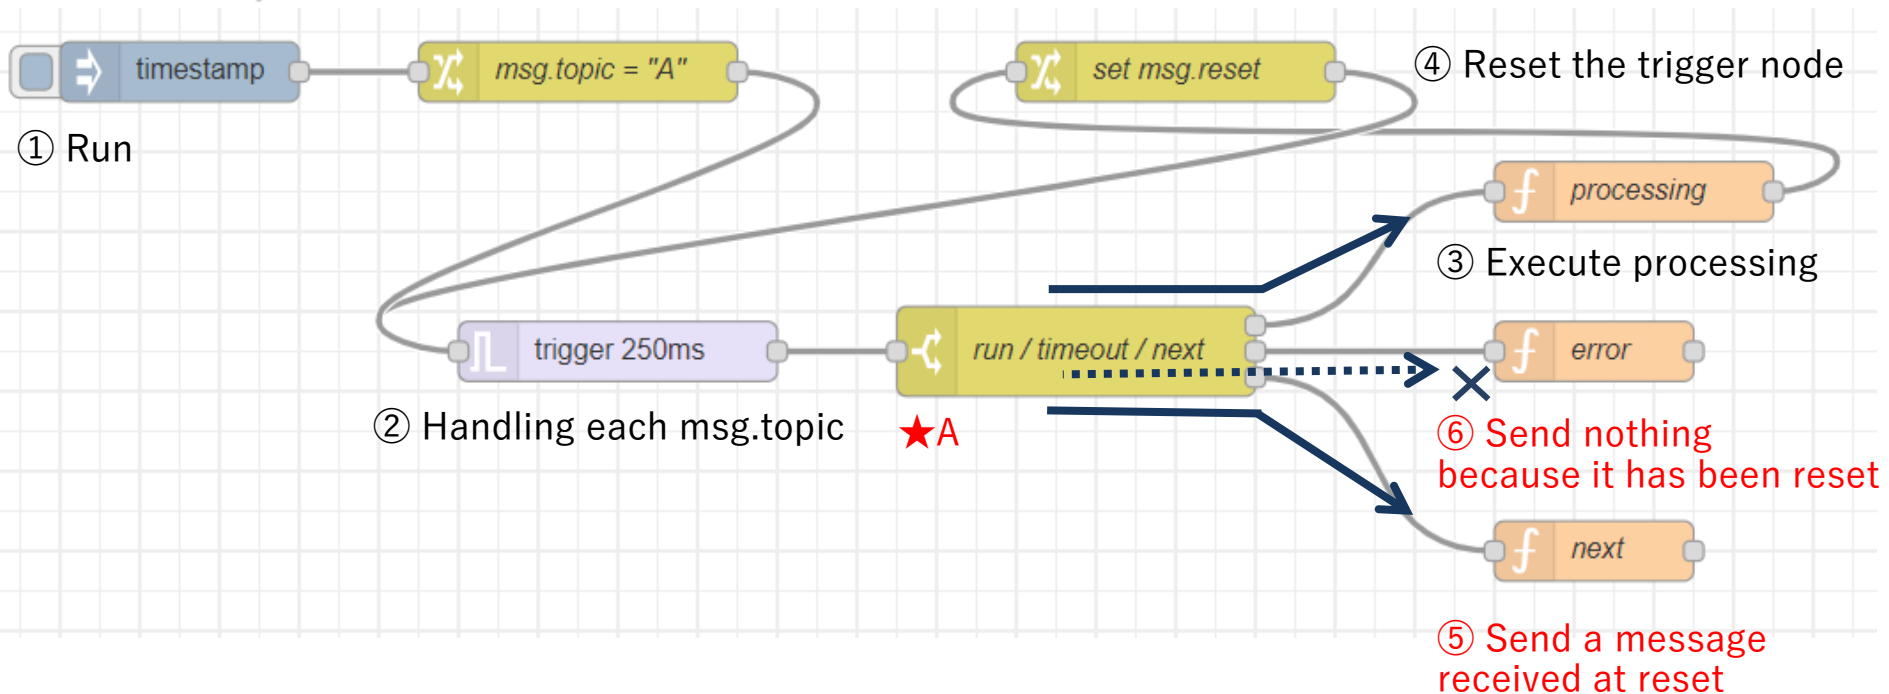 timestamp
msg.topic = "A"
set msg.reset
④ Reset the trigger node
① Run
processing
③ Execute processing
trigger 250ms
run / timeout / next
error
② Handling each msg.topic
★A
⑥ Send nothing
because it has been reset
next
⑤ Send a message
received at reset